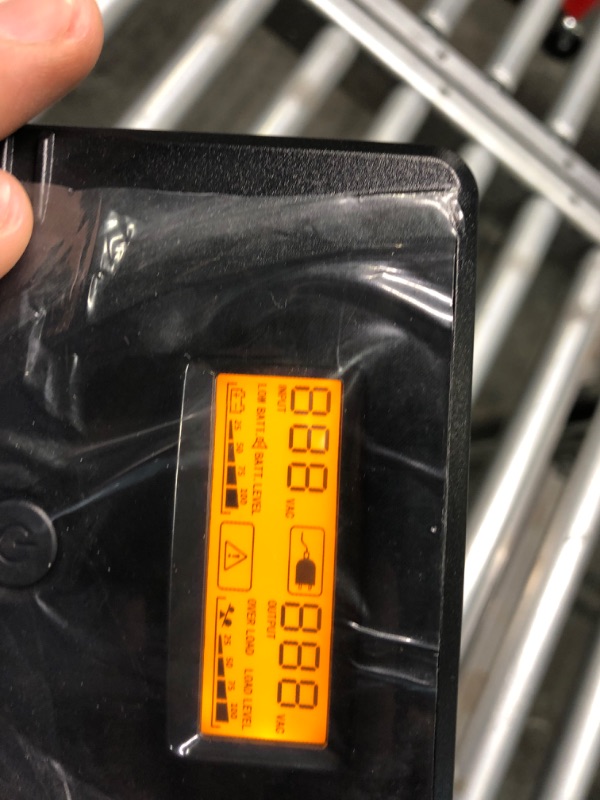 INPUT
888 VAC
OUTPUT
888 VAC
LOW BATT. BATT. LEVEL
25 50 75 100
OVER LOAD LOAD LEVEL
25 50 75 100